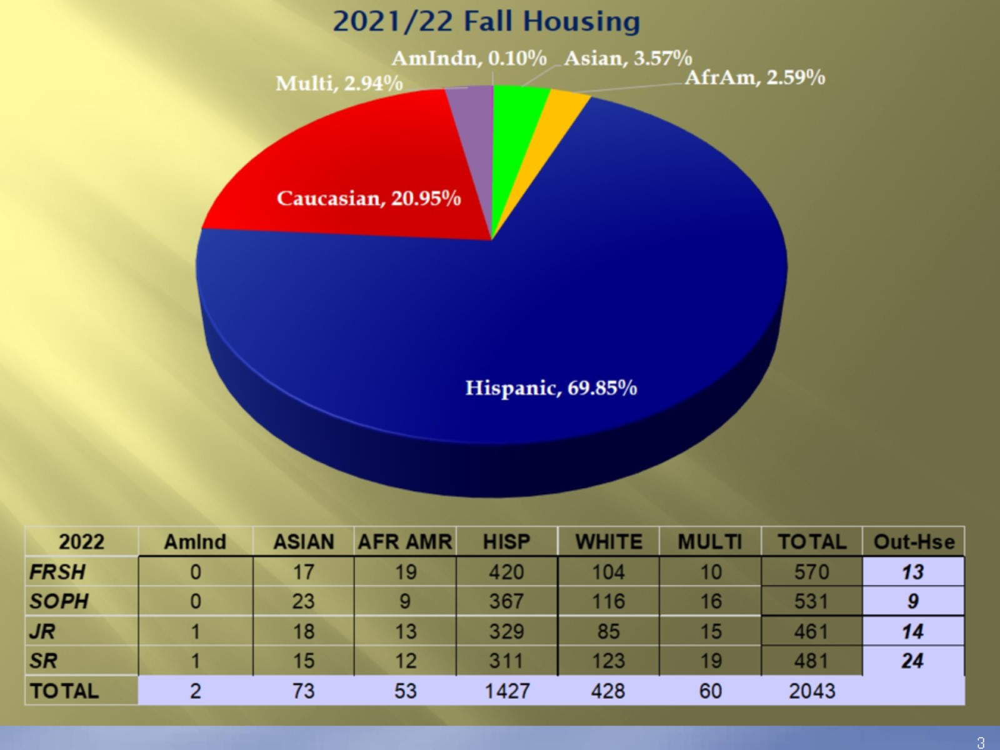 2021/22 Fall Housing
AmIndn, 0.10% Asian, 3.57%
Multi, 2.94% AfrAm, 2.59%
Caucasian, 20.95%
Hispanic, 69.85%
2022 AmInd ASIAN AFR AMR HISP WHITE MULTI TOTAL Out-Hse
FRSH 0 17 19 420 104 10 570 13
SOPH 0 23 9 367 116 16 531 9
JR 1 18 13 329 85 15 461 14
SR 1 15 12 311 123 19 481 24
TOTAL 2 73 53 1427 428 60 2043
3